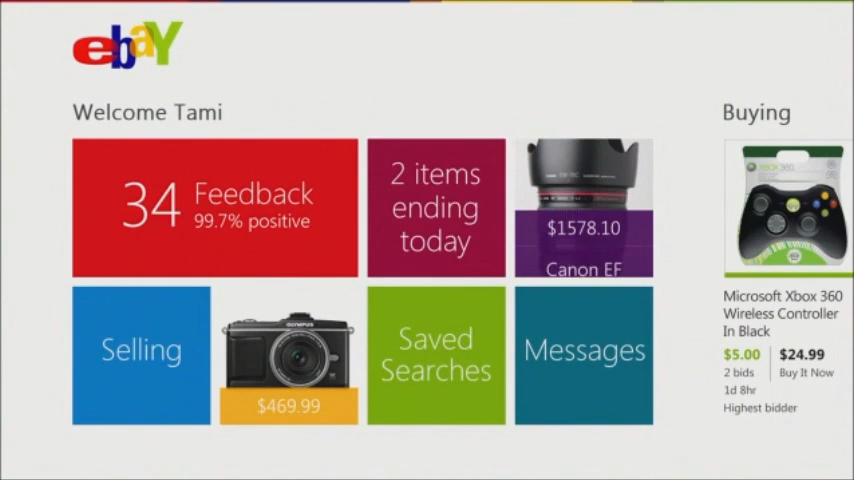 ebaY
Welcome Tami
Buying
34
Feedback
99.7% positive
2 items
ending
today
$1578.10
Canon EF
XBOX360
Selling
OLYMPUS
$469.99
Saved
Searches
Messages
Microsoft Xbox 360
Wireless Controller
In Black
$5.00
2 bids
1d 8hr
Highest bidder
$24.99
Buy It Now